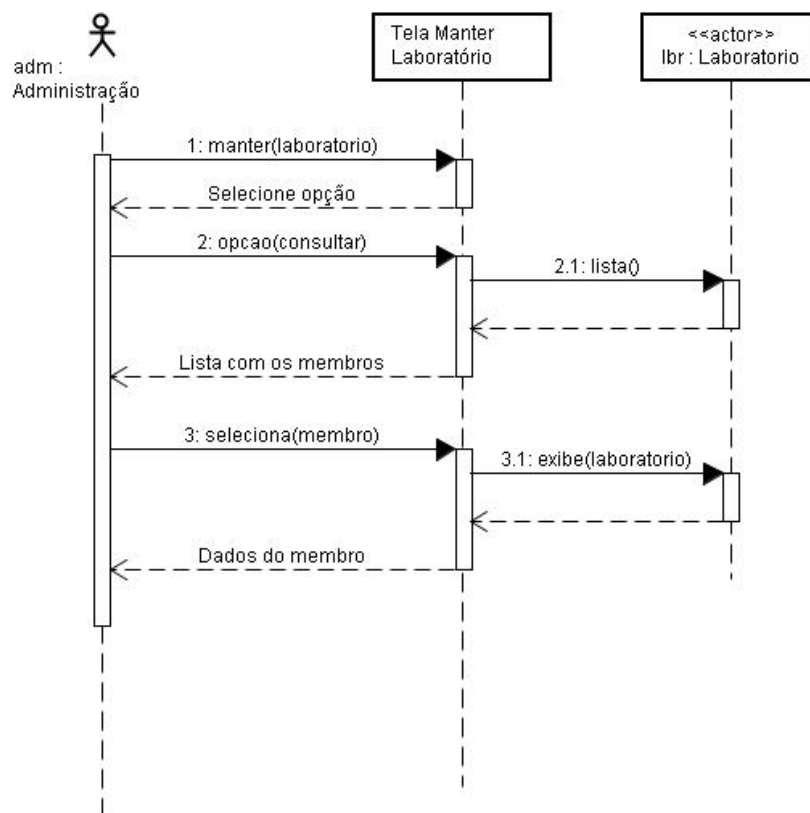 adm :
Administração
Tela Manter
Laboratório
<<actor>>
lbr : Laboratorio
1: manter(laboratorio)
Selecione opção
2: opcao(consultar)
2.1: lista()
Lista com os membros
3: seleciona(membro)
3.1: exibe(laboratorio)
Dados do membro